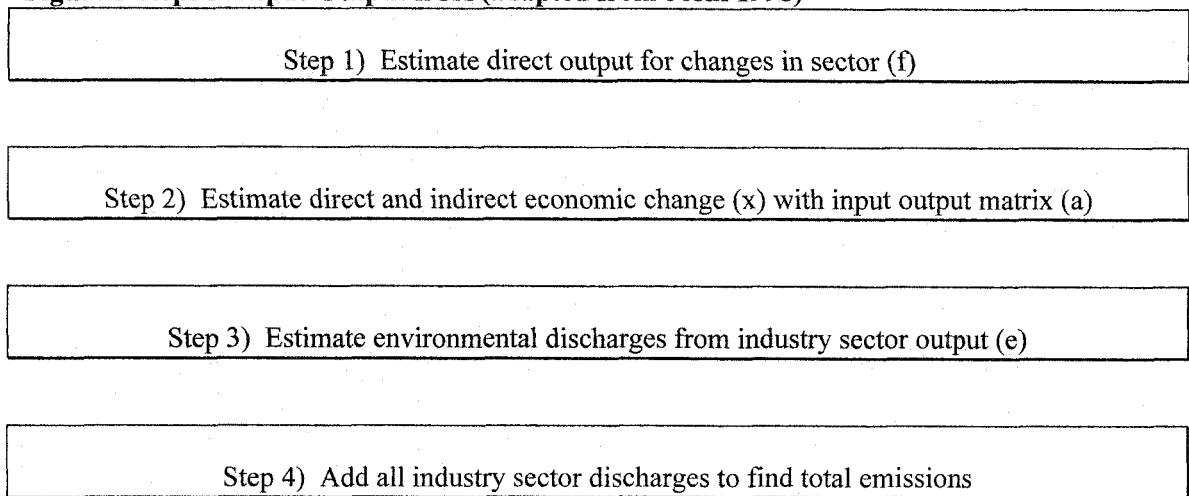 Step 1) Estimate direct output for changes in sector (f)
Step 2) Estimate direct and indirect economic change (x) with input output matrix (a)
Step 3) Estimate environmental discharges from industry sector output (e)
Step 4) Add all industry sector discharges to find total emissions